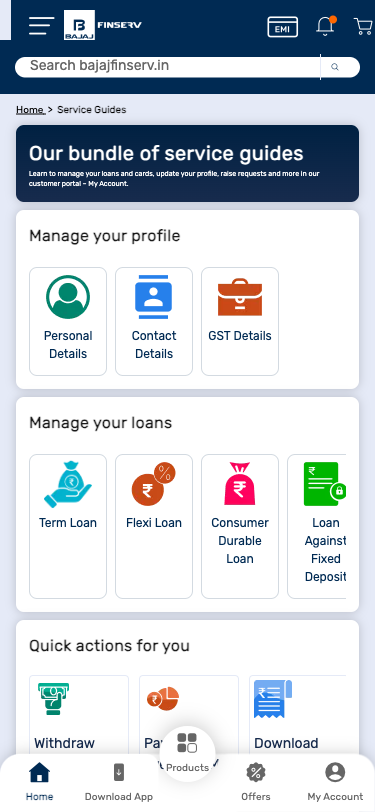 B
BAJAJ
FINSERV
EMI
Search bajajfinserv.in
Home > Service Guides
Our bundle of service guides
Learn to manage your loans and cards, update your profile, raise requests and more in our
customer portal – My Account.
Manage your profile
Personal
Details
Contact
Details
GST Details
Manage your loans
Term Loan
Flexi Loan
Consumer
Durable
Loan
Loan
Against
Fixed
Deposit
Quick actions for you
Withdraw
Download
Products
Home
Download App
Offers
My Account